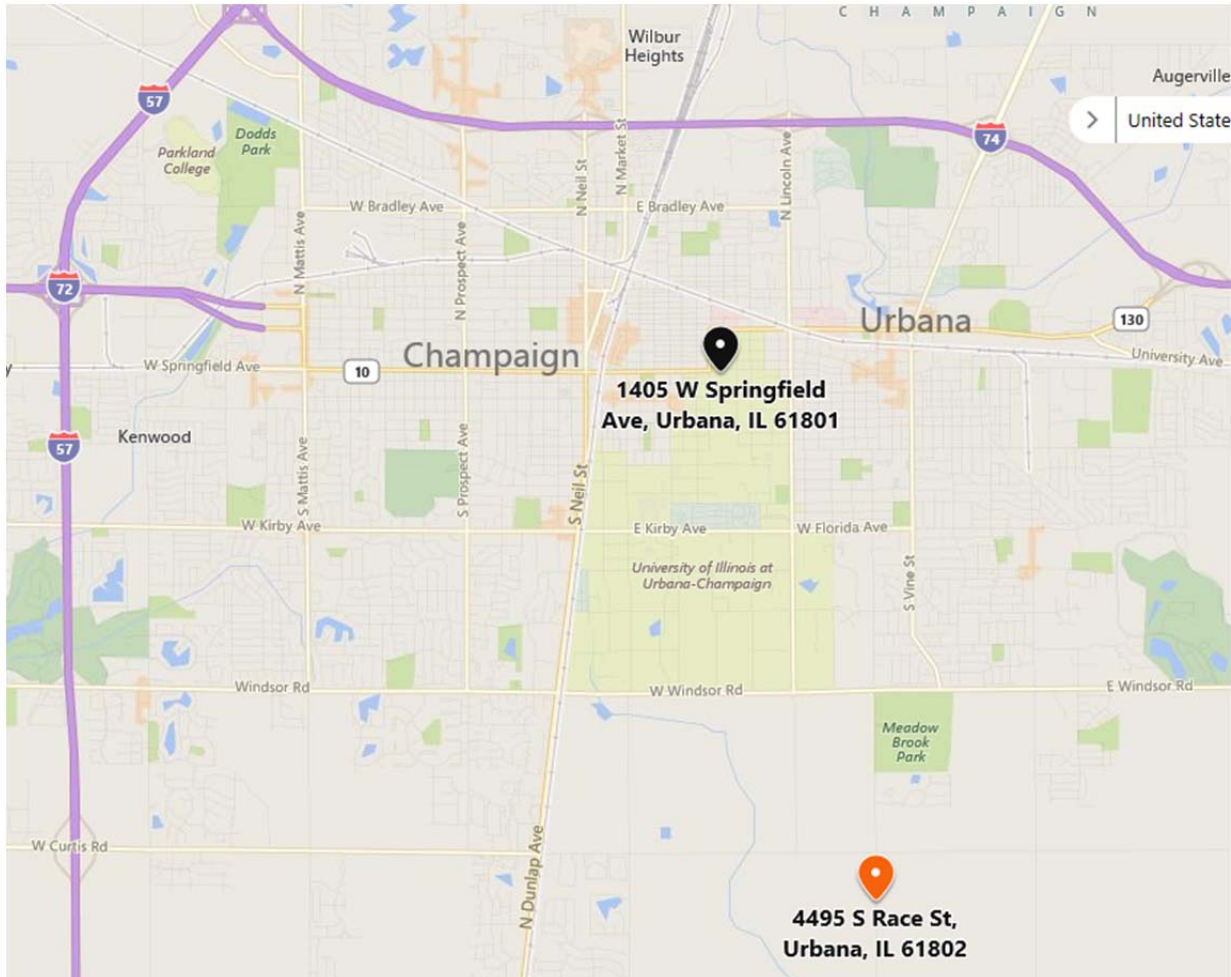 C H A M P A I G N
Wilbur
Heights
Augerville
United State
57
Dodds
Park
Parkland
College
74
N Neil St
N Market St
N Lincoln Ave
W Bradley Ave
E Bradley Ave
N Mattis Ave
N Prospect Ave
72
Urbana
130
University Ave
Champaign
W Springfield Ave
10
y
1405 W Springfield
Ave, Urbana, IL 61801
Kenwood
57
S Mattis Ave
S Prospect Ave
S Neil St
W Kirby Ave
E Kirby Ave
W Florida Ave
University of Illinois at
Urbana-Champaign
S Vine St
Windsor Rd
W Windsor Rd
E Windsor Rd
Meadow
Brook
Park
W Curtis Rd
N Dunlap Ave
4495 S Race St,
Urbana, IL 61802